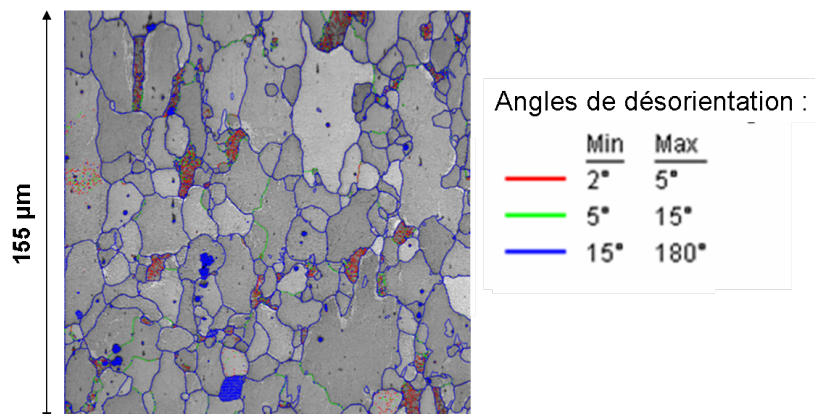 155 µm
Angles de désorientation :
Min Max
2° 5°
5° 15°
15° 180°